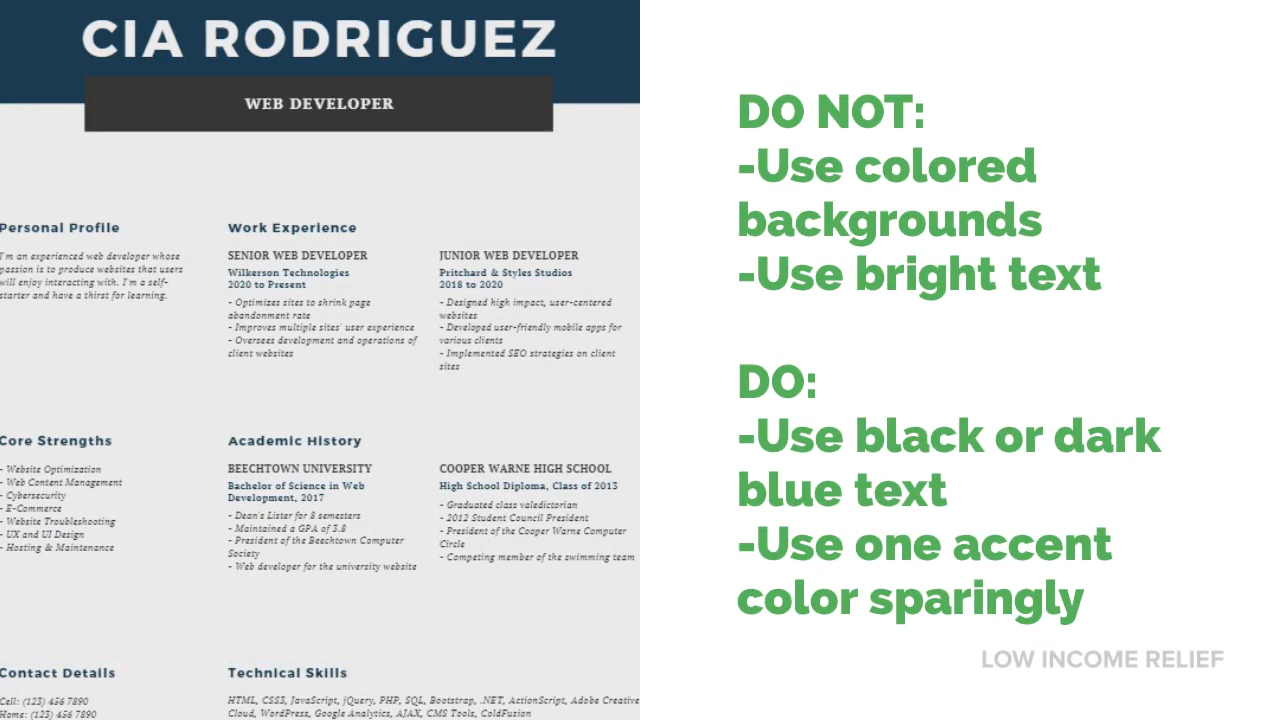 CIA RODRIGUEZ
WEB DEVELOPER
Personal Profile
I'm an experienced web developer whose
passion is to produce websites that users
will enjoy interacting with. I'm a self-
starter and have a thirst for learning.
Work Experience
SENIOR WEB DEVELOPER
Wilkerson Technologies
2020 to Present
- Optimizes sites to shrink page
abandonment rate
- Improves multiple sites' user experience
- Oversees development and operations of
client websites
JUNIOR WEB DEVELOPER
Pritchard & Styles Studios
2018 to 2020
- Designed high impact, user-centered
websites
- Developed user-friendly mobile apps for
various clients
- Implemented SEO strategies on client
sites
Core Strengths
- Website Optimization
- Web Content Management
- Cybersecurity
- E-Commerce
- Website Troubleshooting
- UX and UI Design
- Hosting & Maintenance
Academic History
BEECHTOWN UNIVERSITY
Bachelor of Science in Web
Development, 2017
- Dean's Lister for 8 semesters
- Maintained a GPA of 3.8
- President of the Beechtown Computer
Society
- Web developer for the university website
COOPER WARNE HIGH SCHOOL
High School Diploma, Class of 2013
- Graduated class valedictorian
- 2012 Student Council President
- President of the Cooper Warne Computer
Circle
- Competing member of the swimming team
Contact Details
Cell: (123) 456 7890
Home: (123) 456 7890
Technical Skills
HTML, CSS3, JavaScript, jQuery, PHP, SQL, Bootstrap, .NET, ActionScript, Adobe Creative
Cloud, WordPress, Google Analytics, AJAX, CMS Tools, ColdFusion
DO NOT:
-Use colored
backgrounds
-Use bright text
DO:
-Use black or dark
blue text
-Use one accent
color sparingly
LOW INCOME RELIEF